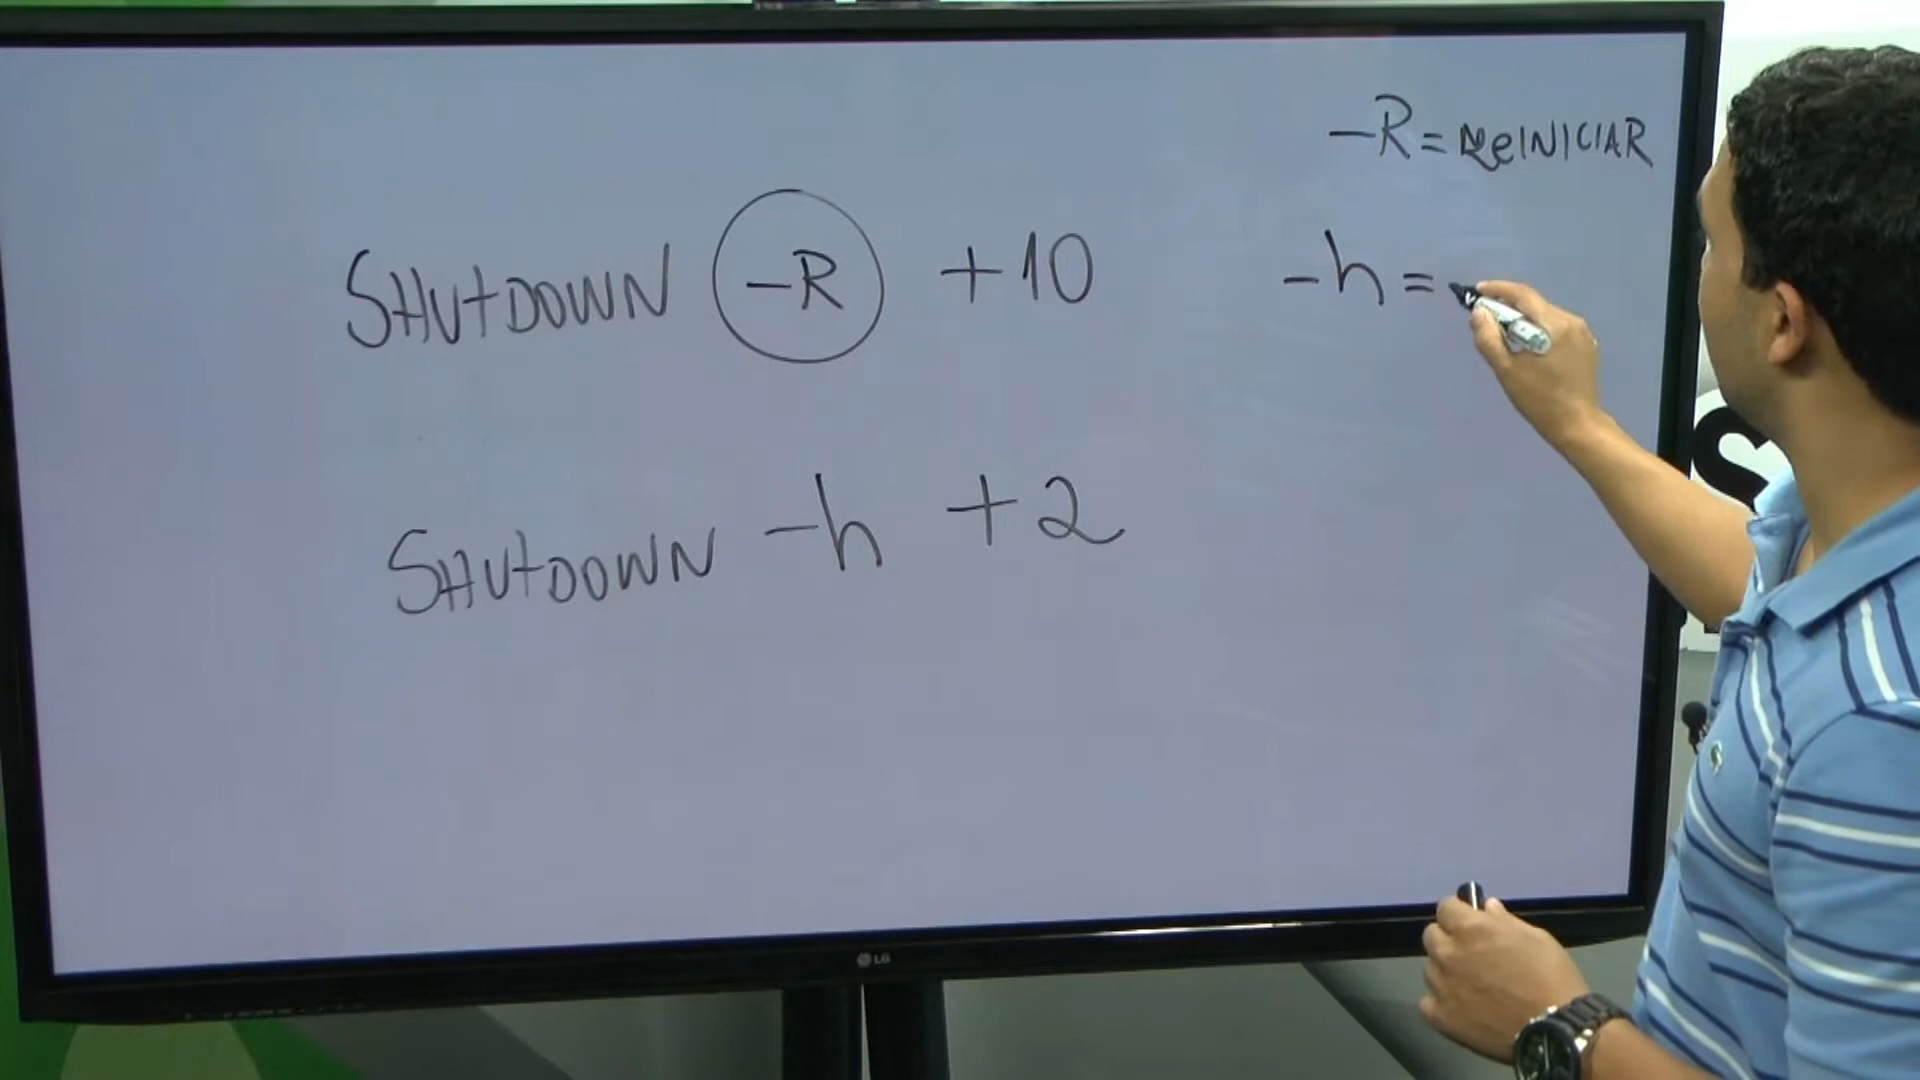 -R = ReINICIAR
SHUtDOWN -R +10
-h =
SHUtDOWN -h +2
S
LG